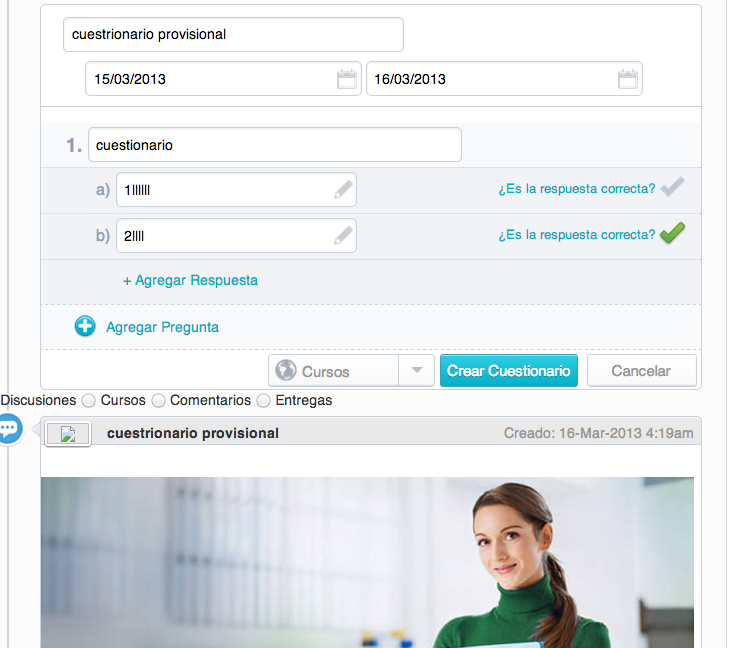 cuestrionario provisional
15/03/2013 16/03/2013
1. cuestionario
a) 1llllll ¿Es la respuesta correcta?
b) 2llll ¿Es la respuesta correcta?
+ Agregar Respuesta
Agregar Pregunta
Cursos Crear Cuestionario Cancelar
Discusiones Cursos Comentarios Entregas
cuestrionario provisional Creado: 16-Mar-2013 4:19am